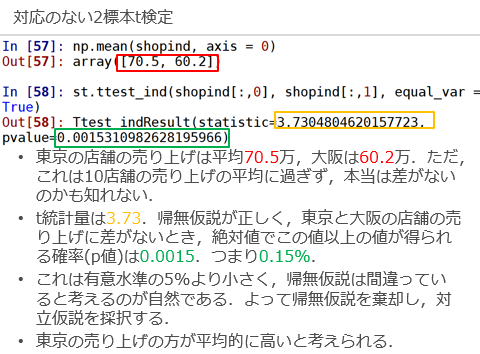 対応のない2標本t検定
In [57]: np.mean(shopind, axis = 0)
Out[57]: array([70.5, 60.2])
In [58]: st.ttest_ind(shopind[:,0], shopind[:,1], equal_var =
True)
Out[58]: Ttest_indResult(statistic=3.7304804620157723,
pvalue=0.0015310982628195966)
• 東京の店舗の売り上げは平均70.5万，大阪は60.2万．ただ，
これは10店舗の売り上げの平均に過ぎず，本当は差がない
のかも知れない．
• t統計量は3.73．帰無仮説が正しく，東京と大阪の店舗の売
り上げに差がないとき，絶対値でこの値以上の値が得られ
る確率(p値)は0.0015．つまり0.15%．
• これは有意水準の5%より小さく，帰無仮説は間違ってい
ると考えるのが自然である．よって帰無仮説を棄却し，対
立仮説を採択する．
• 東京の売り上げの方が平均的に高いと考えられる．